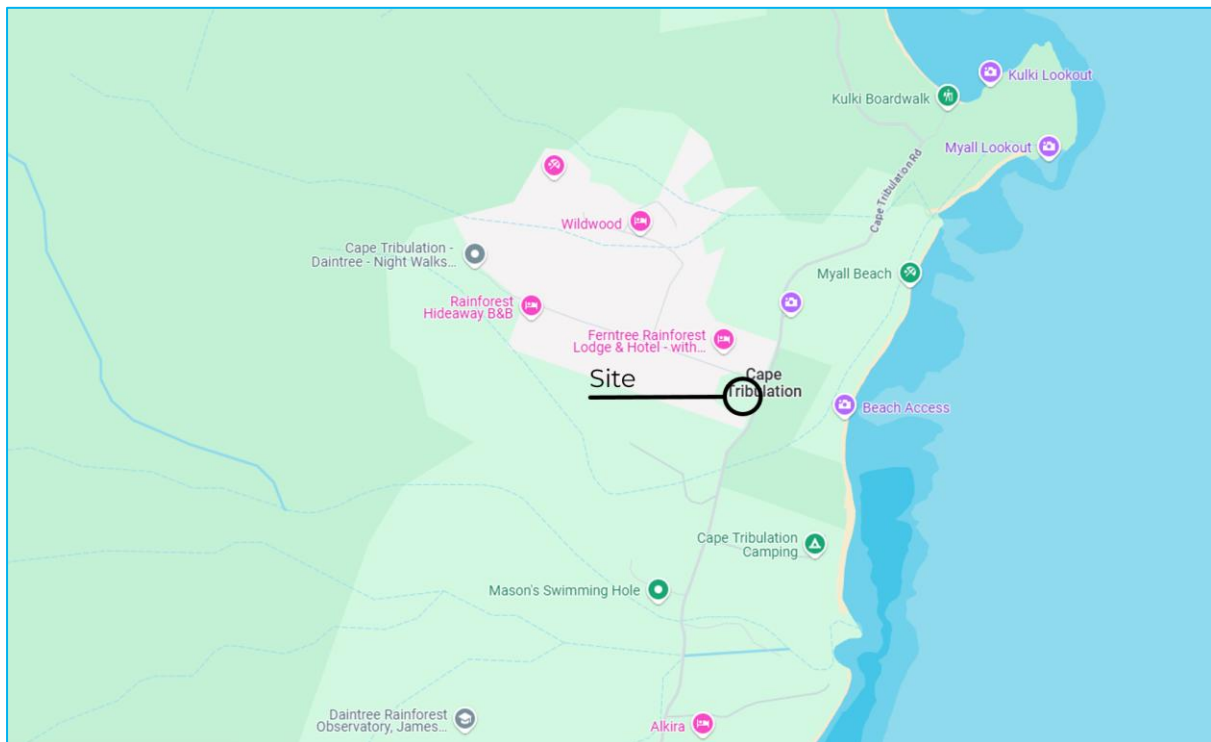 Kulki Lookout
Kulki Boardwalk
Myall Lookout
Cape Tribulation Rd
Wildwood
Cape Tribulation -
Daintree - Night Walks...
Myall Beach
Rainforest
Hideaway B&B
Ferntree Rainforest
Lodge & Hotel - with...
Site
Cape
Tribulation
Beach Access
Cape Tribulation
Camping
Mason's Swimming Hole
Daintree Rainforest
Observatory, James...
Alkira